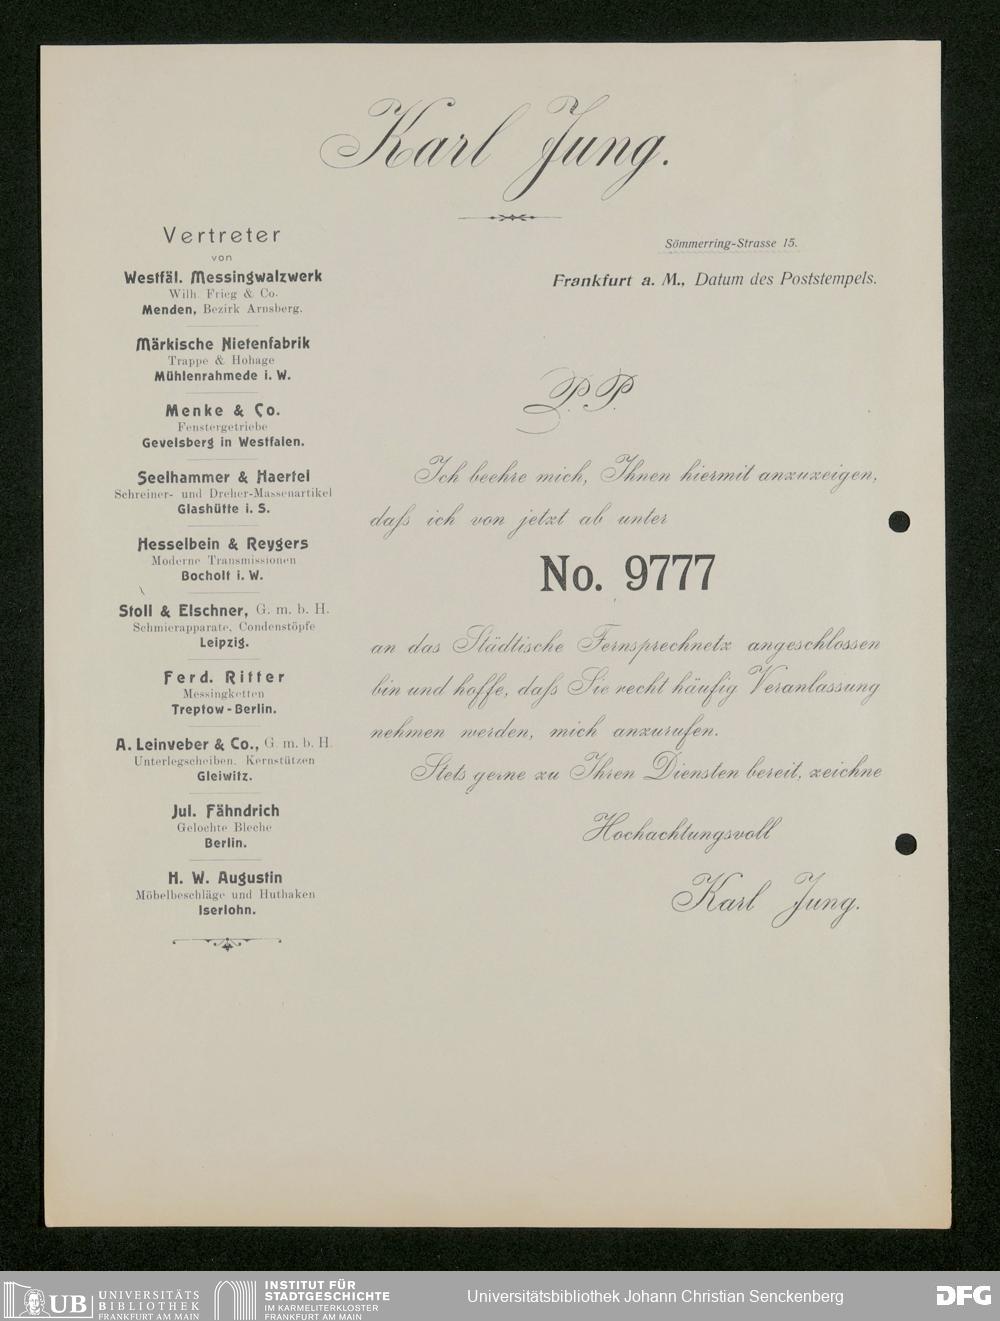 Karl Jung.
Vertreter
von
Westfäl. Messingwalzwerk
Wilh. Frieg & Co.
Menden, Bezirk Arnsberg.
Märkische Nietenfabrik
Trappe & Hohage
Mühlenrahmede i. W.
Menke & Co.
Fenstergetriebe
Gevelsberg in Westfalen.
Seelhammer & Haertel
Schreiner- und Dreher-Massenartikel
Glashütte i. S.
Hesselbein & Reygers
Moderne Transmissionen
Bocholt i. W.
Stoll & Elschner, G. m. b. H.
Schmierapparate, Condenstöpfe
Leipzig.
Ferd. Ritter
Messingketten
Treptow-Berlin.
A. Leinveber & Co., G. m. b. H.
Unterlegscheiben, Kernstützen
Gleiwitz.
Jul. Fähndrich
Gelochte Bleche
Berlin.
H. W. Augustin
Möbelbeschläge und Huthaken
Iserlohn.
Sömmerring-Strasse 15.
Frankfurt a. M., Datum des Poststempels.
P. P.
Ich beehre mich, Ihnen hiermit anzuzeigen,
daß ich von jetzt ab unter
No. 9777
an das Städtische Fernsprechnetz angeschlossen
bin und hoffe, daß Sie recht häufig Veranlassung
nehmen werden, mich anzurufen.
Stets gerne zu Ihren Diensten bereit, zeichne
Hochachtungsvoll
Karl Jung.
UB UNIVERSITÄTS
BIBLIOTHEK
FRANKFURT AM MAIN
INSTITUT FÜR
STADTGESCHICHTE
IM KARMELITERKLOSTER
FRANKFURT AM MAIN
Universitätsbibliothek Johann Christian Senckenberg
DFG